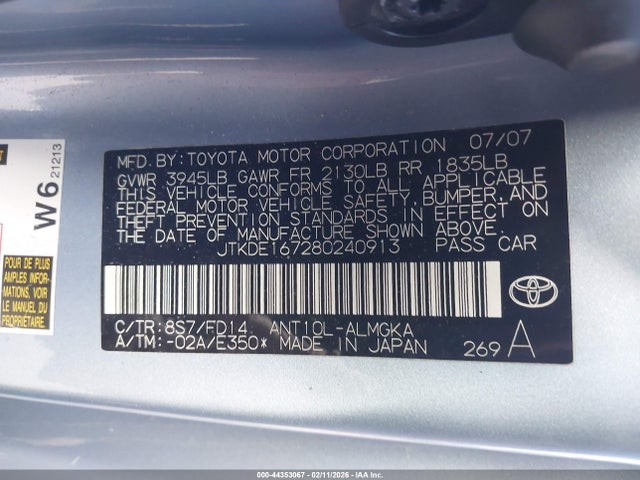 MFD.BY: TOYOTA MOTOR CORPORATION 07/07
GVWR 3945LB GAWR FR 2130LB RR 1835LB
THIS VEHICLE CONFORMS TO ALL APPLICABLE
FEDERAL MOTOR VEHICLE SAFETY, BUMPER, AND
THEFT PREVENTION STANDARDS IN EFFECT ON
THE DATE OF MANUFACTURE SHOWN ABOVE.
JTKDE167280240913 PASS CAR
C/TR: 8S7/FD14 ANT10L-ALMGKA
A/TM: -02A/E350* MADE IN JAPAN 269 A
W6 21213
POUR DE PLUS
AMPLES INFOR-
MATIONS, VOIR
LE MANUEL DU
000-44353067 - 02/11/2026 - IAA, Inc.